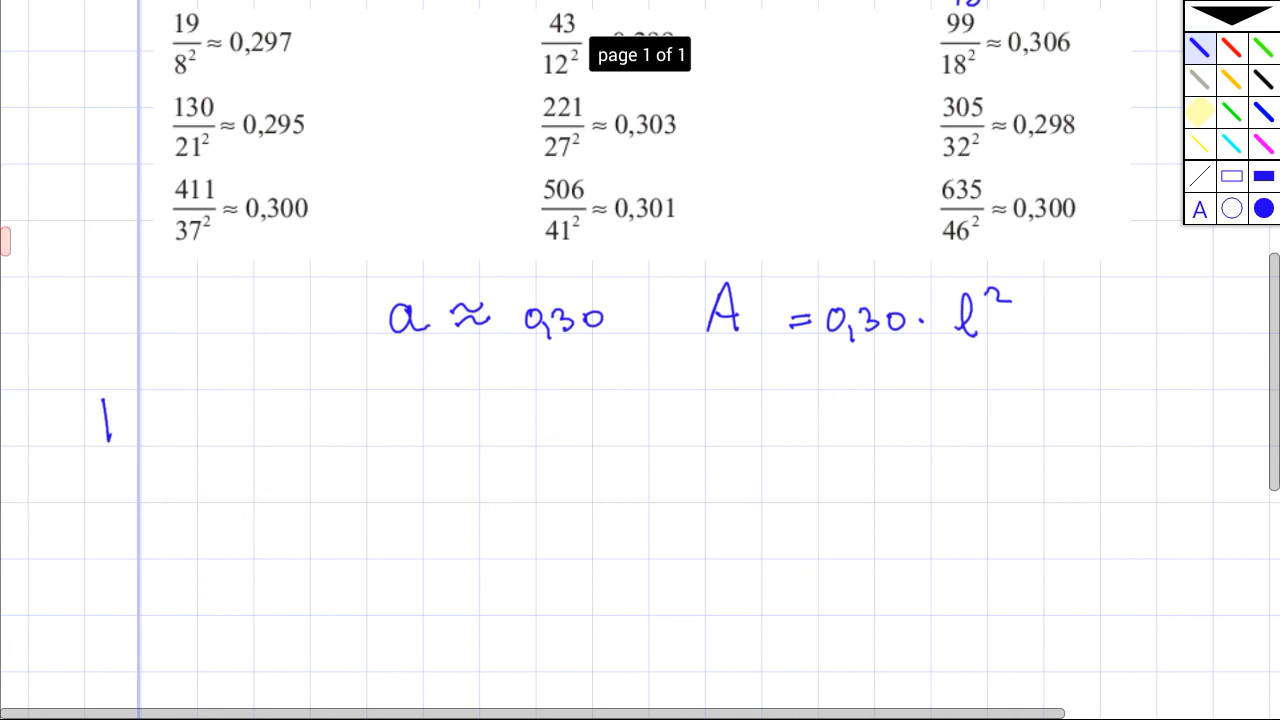 19/8² ≈ 0,297 43/12² 99/18² ≈ 0,306
page 1 of 1
130/21² ≈ 0,295 221/27² ≈ 0,303 305/32² ≈ 0,298
411/37² ≈ 0,300 506/41² ≈ 0,301 635/46² ≈ 0,300
a ≈ 0,30 A = 0,30 · l²
A